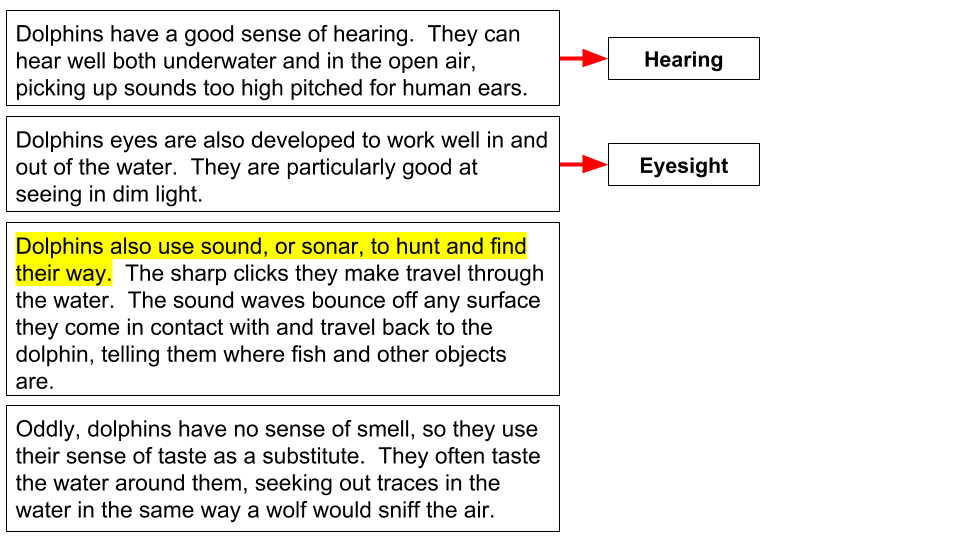 Dolphins have a good sense of hearing.  They can
hear well both underwater and in the open air,
picking up sounds too high pitched for human ears.
Hearing
Dolphins eyes are also developed to work well in and
out of the water.  They are particularly good at
seeing in dim light.
Eyesight
Dolphins also use sound, or sonar, to hunt and find
their way.  The sharp clicks they make travel through
the water.  The sound waves bounce off any surface
they come in contact with and travel back to the
dolphin, telling them where fish and other objects
are.
Oddly, dolphins have no sense of smell, so they use
their sense of taste as a substitute.  They often taste
the water around them, seeking out traces in the
water in the same way a wolf would sniff the air.